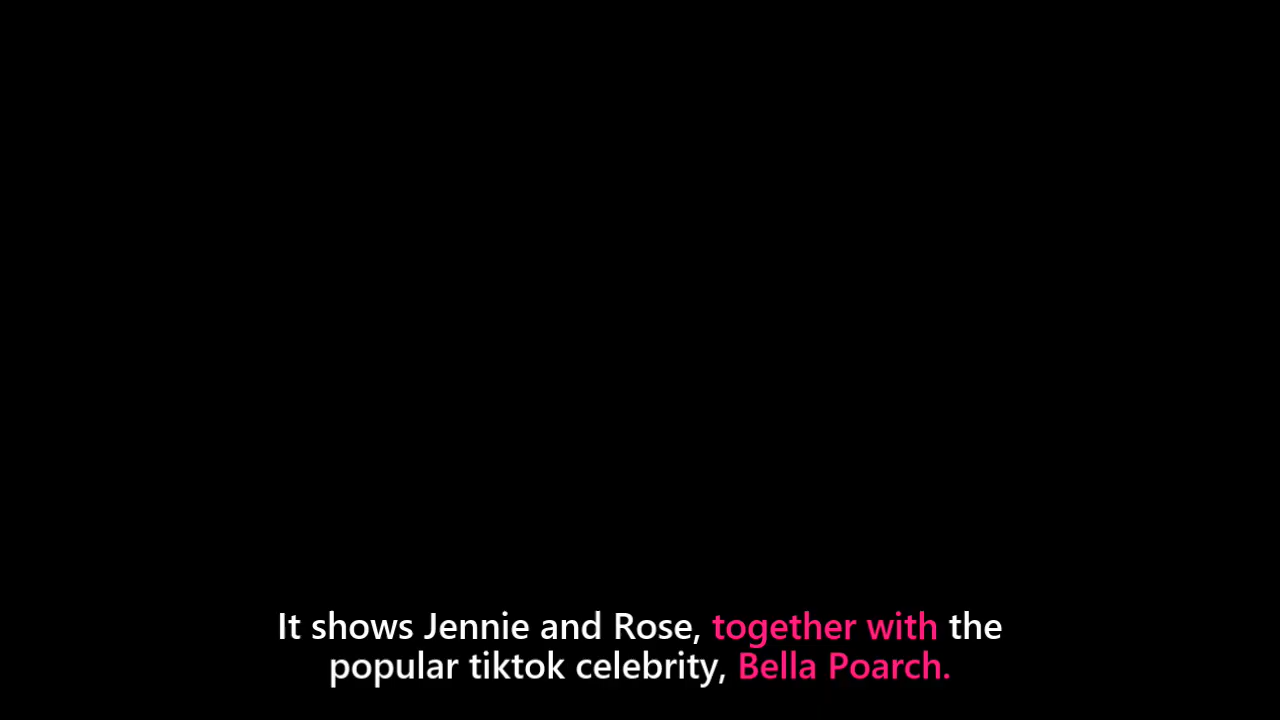 It shows Jennie and Rose, together with the
popular tiktok celebrity, Bella Poarch.